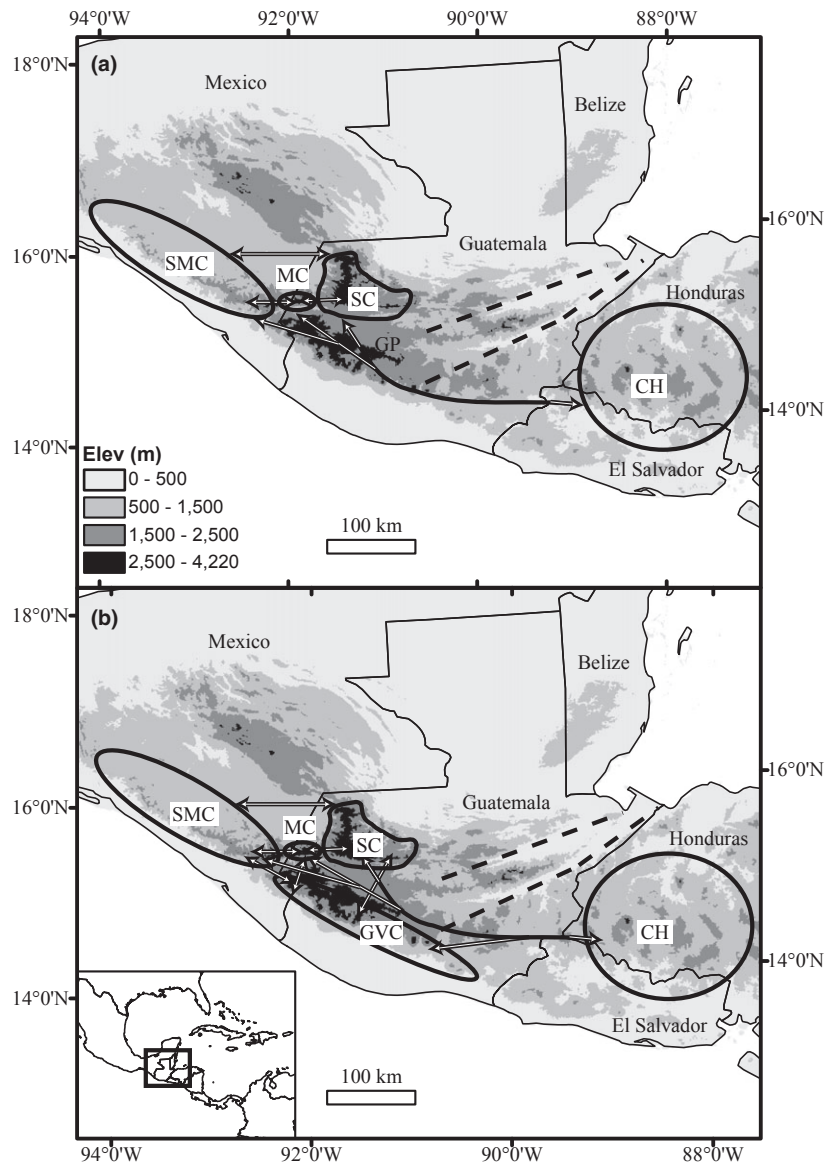 94°0'W 92°0'W 90°0'W 88°0'W
18°0'N
(a)
Mexico
Belize
16°0'N
16°0'N
Guatemala
SMC
MC
SC
Honduras
GP
CH
14°0'N
14°0'N
El Salvador
Elev (m)
0 - 500
500 - 1,500
1,500 - 2,500
2,500 - 4,220
100 km
18°0'N
(b)
Mexico
Belize
16°0'N
16°0'N
Guatemala
SMC
MC
SC
Honduras
GVC
CH
14°0'N
14°0'N
El Salvador
100 km
94°0'W 92°0'W 90°0'W 88°0'W